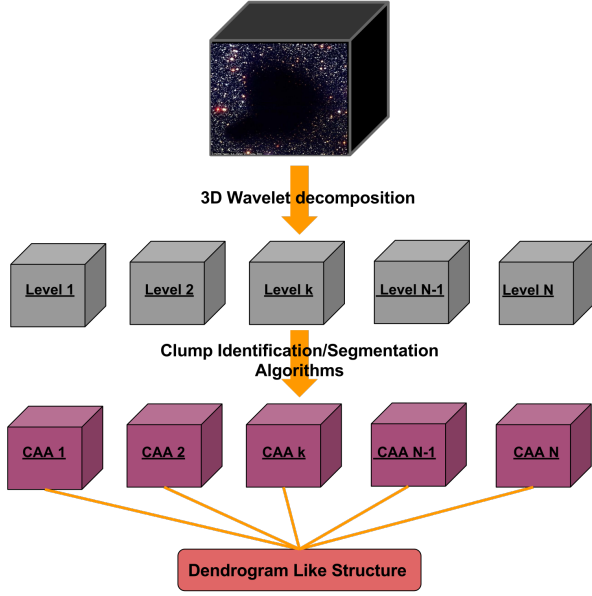 3D Wavelet decomposition
Level 1
Level 2
Level k
Level N-1
Level N
Clump Identification/Segmentation
Algorithms
CAA 1
CAA 2
CAA k
CAA N-1
CAA N
Dendrogram Like Structure